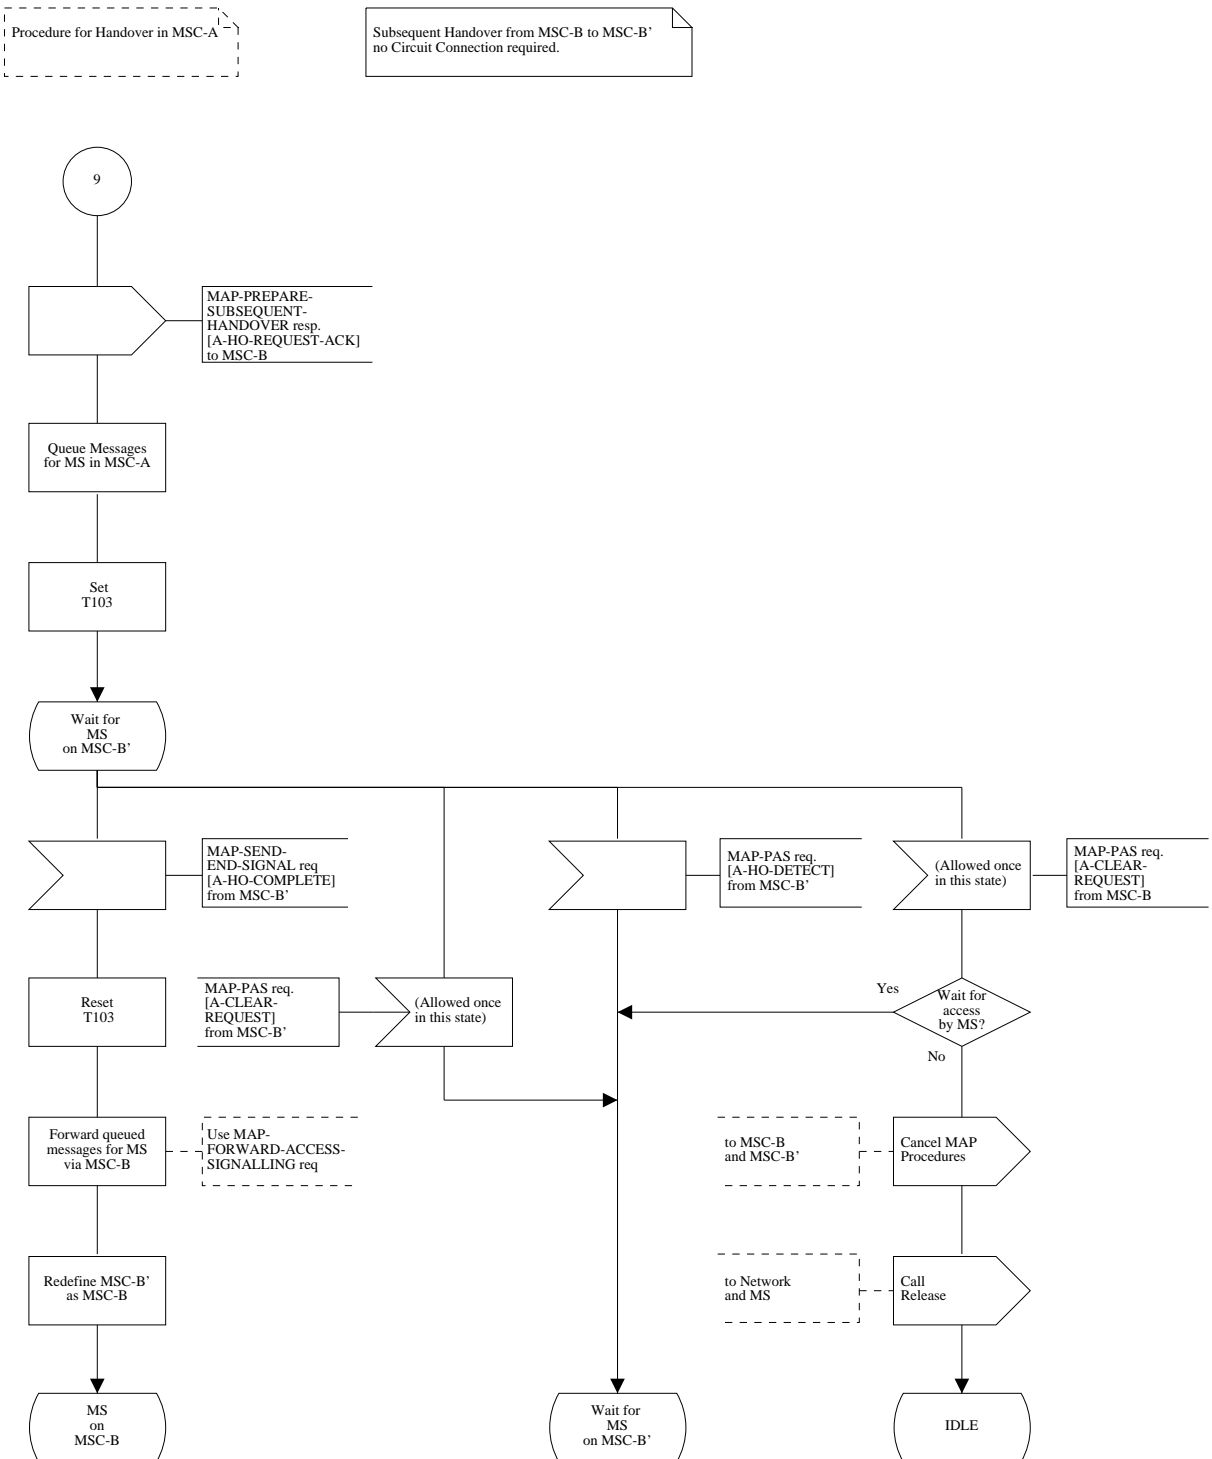 Procedure for Handover in MSC-A
Subsequent Handover from MSC-B to MSC-B’
no Circuit Connection required.
9
MAP-PREPARE-
SUBSEQUENT-
HANDOVER resp.
[A-HO-REQUEST-ACK]
to MSC-B
Queue Messages
for MS in MSC-A
Set
T103
Wait for
MS
on MSC-B’
MAP-SEND-
END-SIGNAL req
[A-HO-COMPLETE]
from MSC-B’
MAP-PAS req.
[A-HO-DETECT]
from MSC-B’
(Allowed once
in this state)
MAP-PAS req.
[A-CLEAR-
REQUEST]
from MSC-B
Reset
T103
MAP-PAS req.
[A-CLEAR-
REQUEST]
from MSC-B’
(Allowed once
in this state)
Yes
Wait for
access
by MS?
No
Forward queued
messages for MS
via MSC-B
Use MAP-
FORWARD-ACCESS-
SIGNALLING req
to MSC-B
and MSC-B’
Cancel MAP
Procedures
Redefine MSC-B’
as MSC-B
to Network
and MS
Call
Release
MS
on
MSC-B
Wait for
MS
on MSC-B’
IDLE